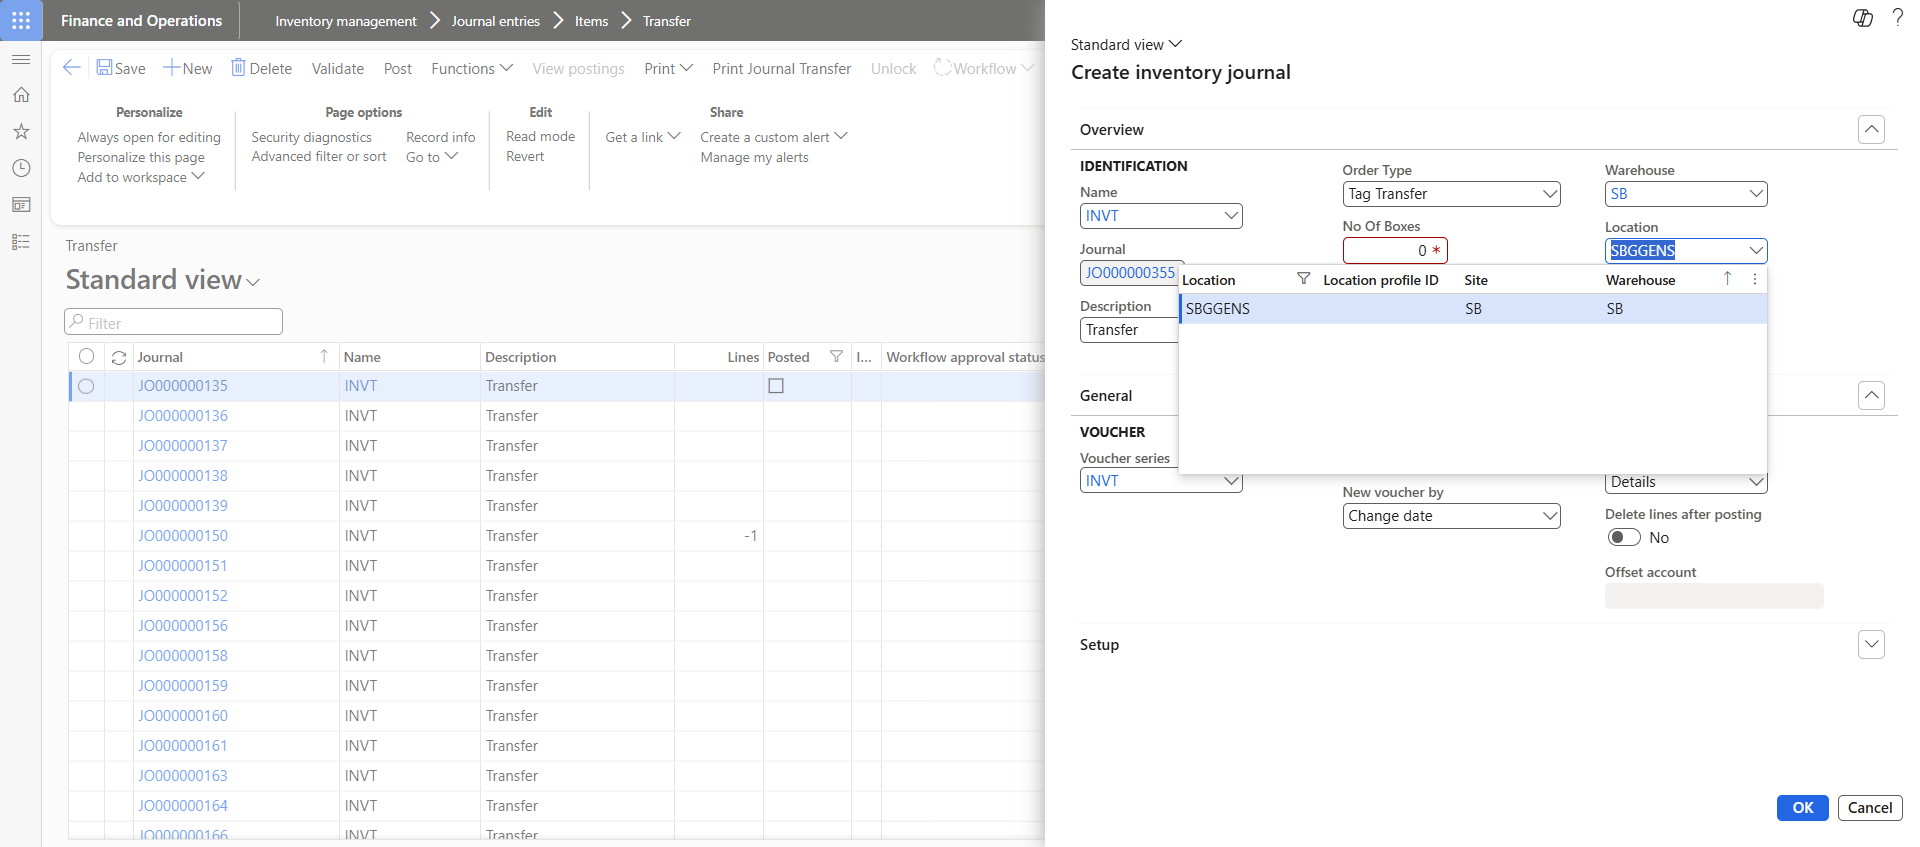 Finance and Operations
Inventory management
Journal entries
Items
Transfer
Save
New
Delete
Validate
Post
Functions
View postings
Print
Print Journal Transfer
Unlock
Workflow
Personalize
Always open for editing
Personalize this page
Add to workspace
Page options
Security diagnostics
Advanced filter or sort
Record info
Go to
Edit
Read mode
Revert
Get a link
Share
Create a custom alert
Manage my alerts
Transfer
Standard view
Filter
Journal Name Description Lines Posted I... Workflow approval status
JO000000135 INVT Transfer
JO000000136 INVT Transfer
JO000000137 INVT Transfer
JO000000138 INVT Transfer
JO000000139 INVT Transfer
JO000000150 INVT Transfer -1
JO000000151 INVT Transfer
JO000000152 INVT Transfer
JO000000156 INVT Transfer
JO000000158 INVT Transfer
JO000000159 INVT Transfer
JO000000160 INVT Transfer
JO000000161 INVT Transfer
JO000000163 INVT Transfer
JO000000164 INVT Transfer
JO000000166 INVT Transfer
?
Standard view
Create inventory journal
Overview
IDENTIFICATION
Name
INVT
Journal
JO000000355
Description
Transfer
Order Type
Tag Transfer
No Of Boxes
0 *
Warehouse
SB
Location
SBGGENS
Location Location profile ID Site Warehouse
SBGGENS SB SB
General
VOUCHER
Voucher series
INVT
New voucher by
Change date
Details
Delete lines after posting
No
Offset account
Setup
OK
Cancel